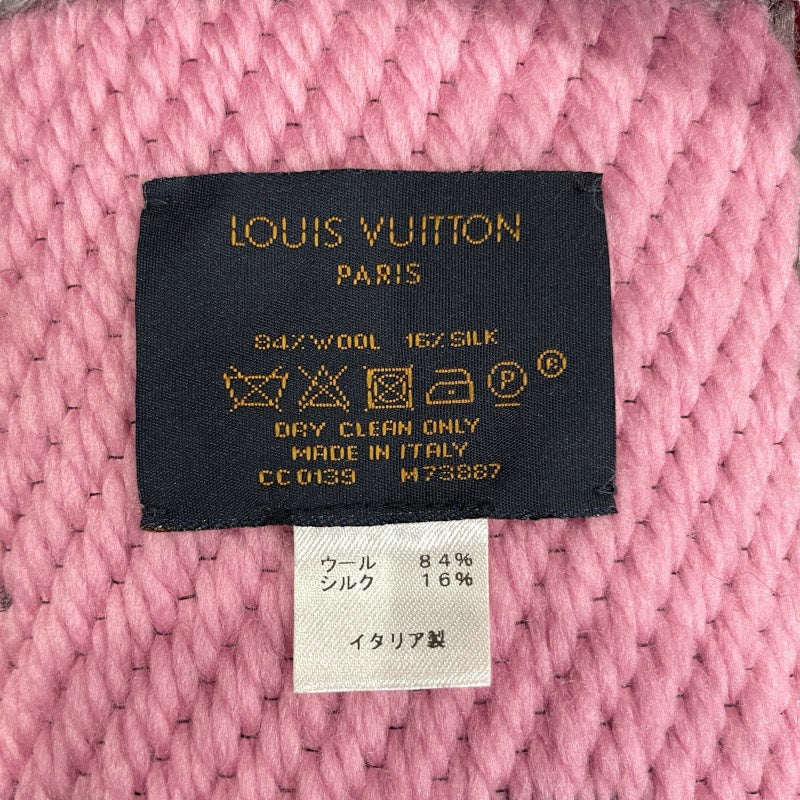 LOUIS VUITTON
PARIS
84% WOOL 16% SILK
P
DRY CLEAN ONLY
MADE IN ITALY
CC0139 M73887
ウール 84%
シルク 16%
イタリア製